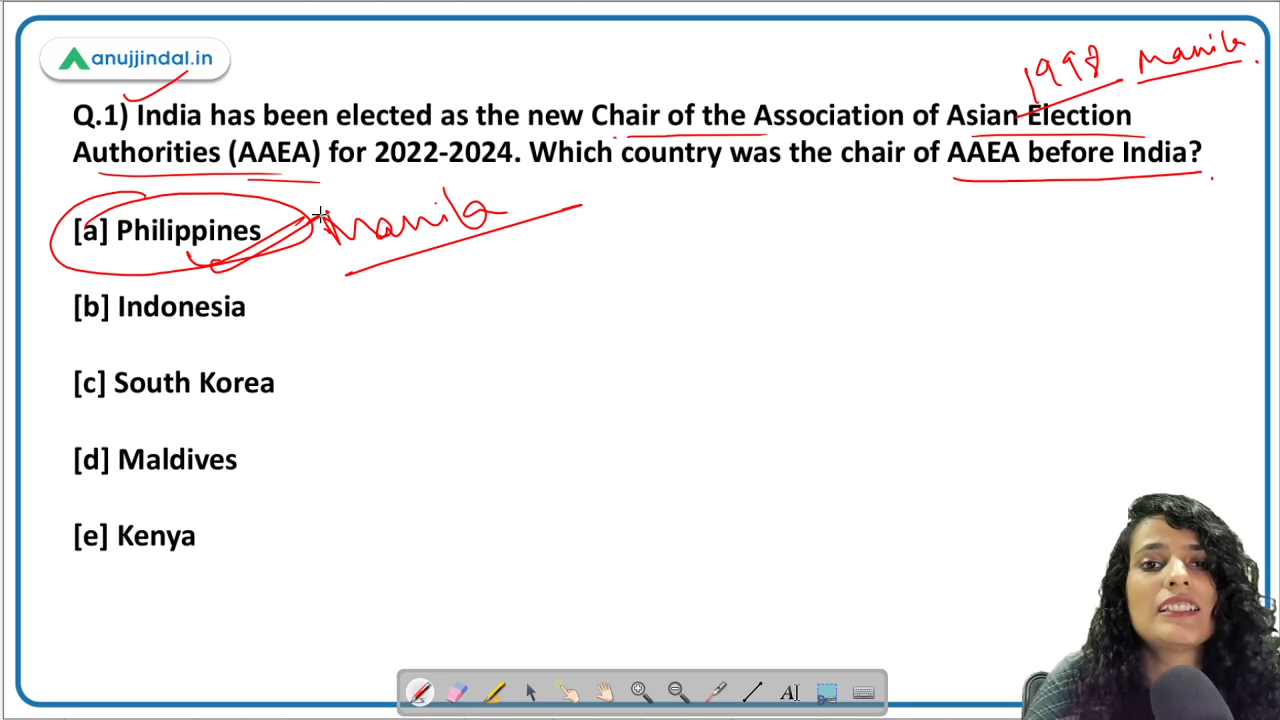 anujjindal.in
1998 Manila
Q.1) India has been elected as the new Chair of the Association of Asian Election
Authorities (AAEA) for 2022-2024. Which country was the chair of AAEA before India?
[a] Philippines Manila
[b] Indonesia
[c] South Korea
[d] Maldives
[e] Kenya
AI